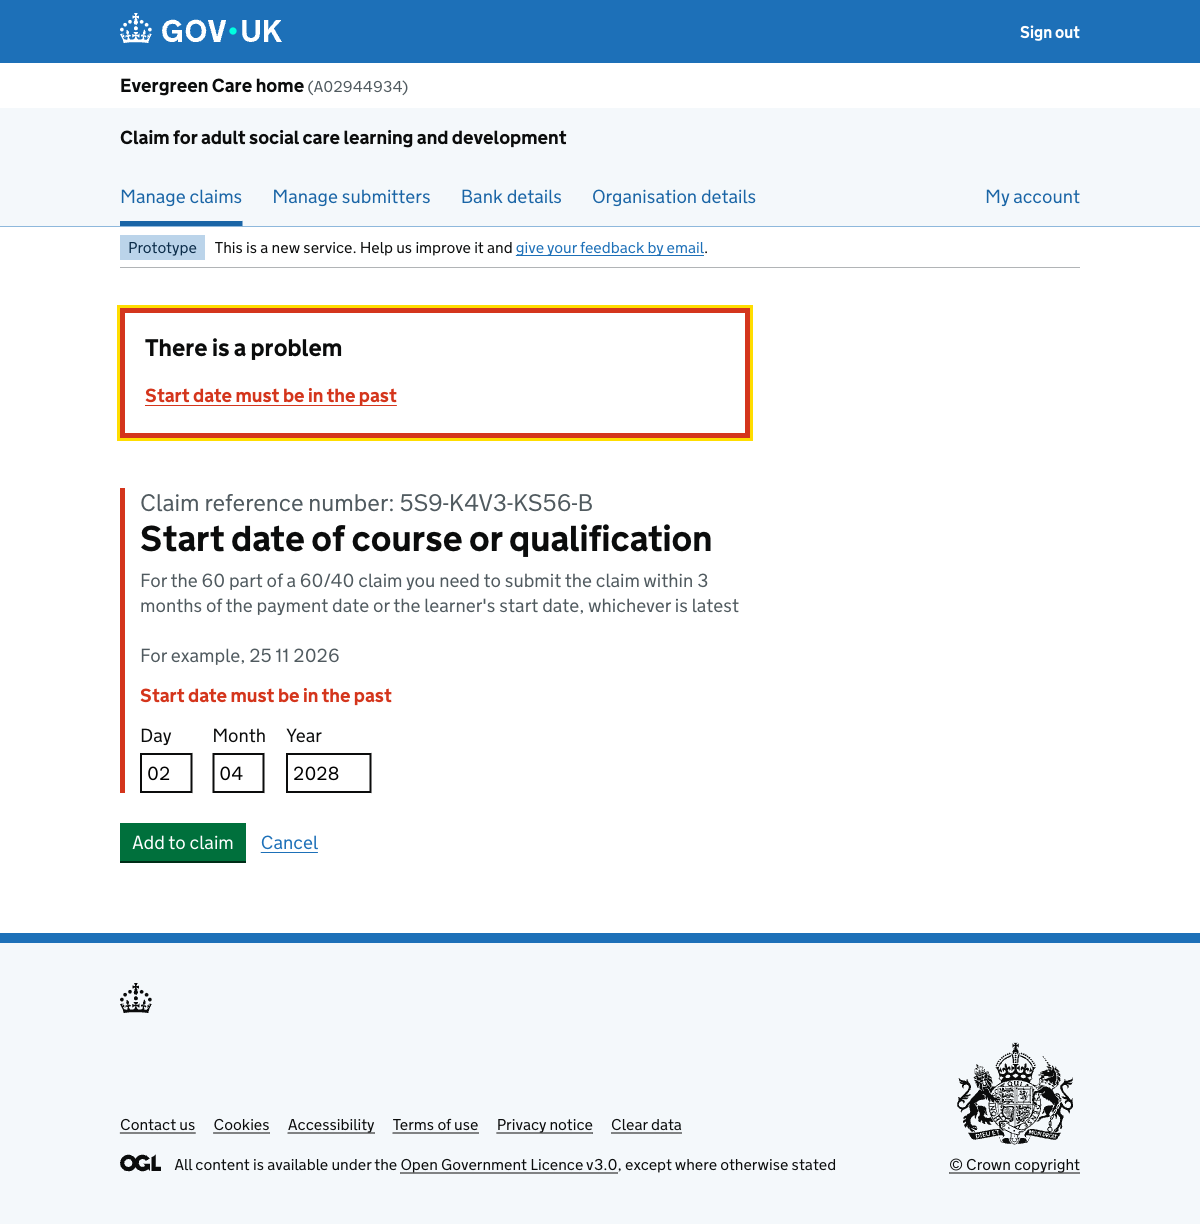 GOV·UK
Sign out
Evergreen Care home (A02944934)
Claim for adult social care learning and development
Manage claims Manage submitters Bank details Organisation details My account
Prototype This is a new service. Help us improve it and give your feedback by email.
There is a problem
Start date must be in the past
Claim reference number: 5S9-K4V3-KS56-B
Start date of course or qualification
For the 60 part of a 60/40 claim you need to submit the claim within 3
months of the payment date or the learner's start date, whichever is latest
For example, 25 11 2026
Start date must be in the past
Day Month Year
02 04 2028
Add to claim Cancel
Contact us Cookies Accessibility Terms of use Privacy notice Clear data
OGL All content is available under the Open Government Licence v3.0, except where otherwise stated
© Crown copyright